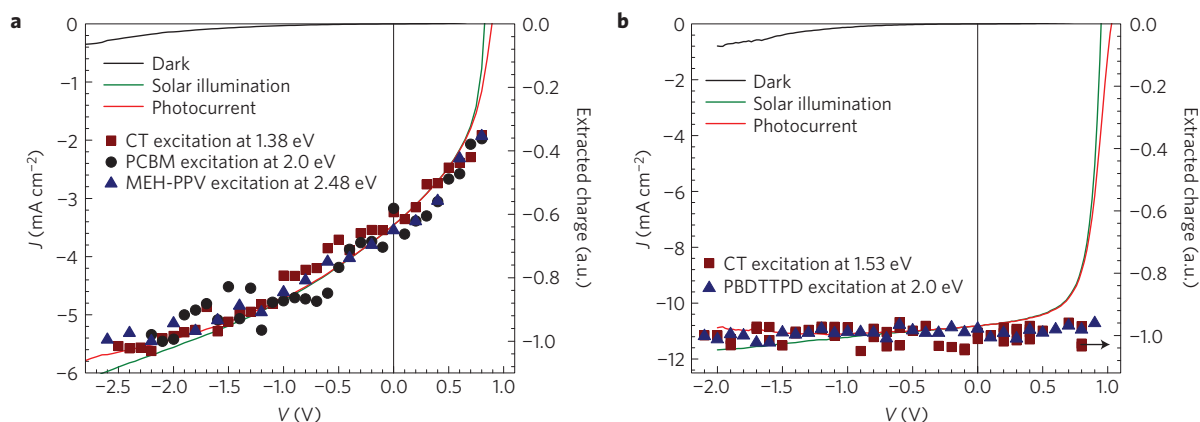 a
0
−1
−2
−3
−4
−5
−6
J (mA cm⁻²)
Dark
Solar illumination
Photocurrent
CT excitation at 1.38 eV
PCBM excitation at 2.0 eV
MEH-PPV excitation at 2.48 eV
0.0
−0.2
−0.4
−0.6
−0.8
−1.0
Extracted charge (a.u.)
−2.5 −2.0 −1.5 −1.0 −0.5 0.0 0.5 1.0
V (V)
b
0
−2
−4
−6
−8
−10
−12
J (mA cm⁻²)
Dark
Solar illumination
Photocurrent
CT excitation at 1.53 eV
PBDTTPD excitation at 2.0 eV
0.0
−0.2
−0.4
−0.6
−0.8
−1.0
Extracted charge (a.u.)
−2.0 −1.5 −1.0 −0.5 0.0 0.5 1.0
V (V)